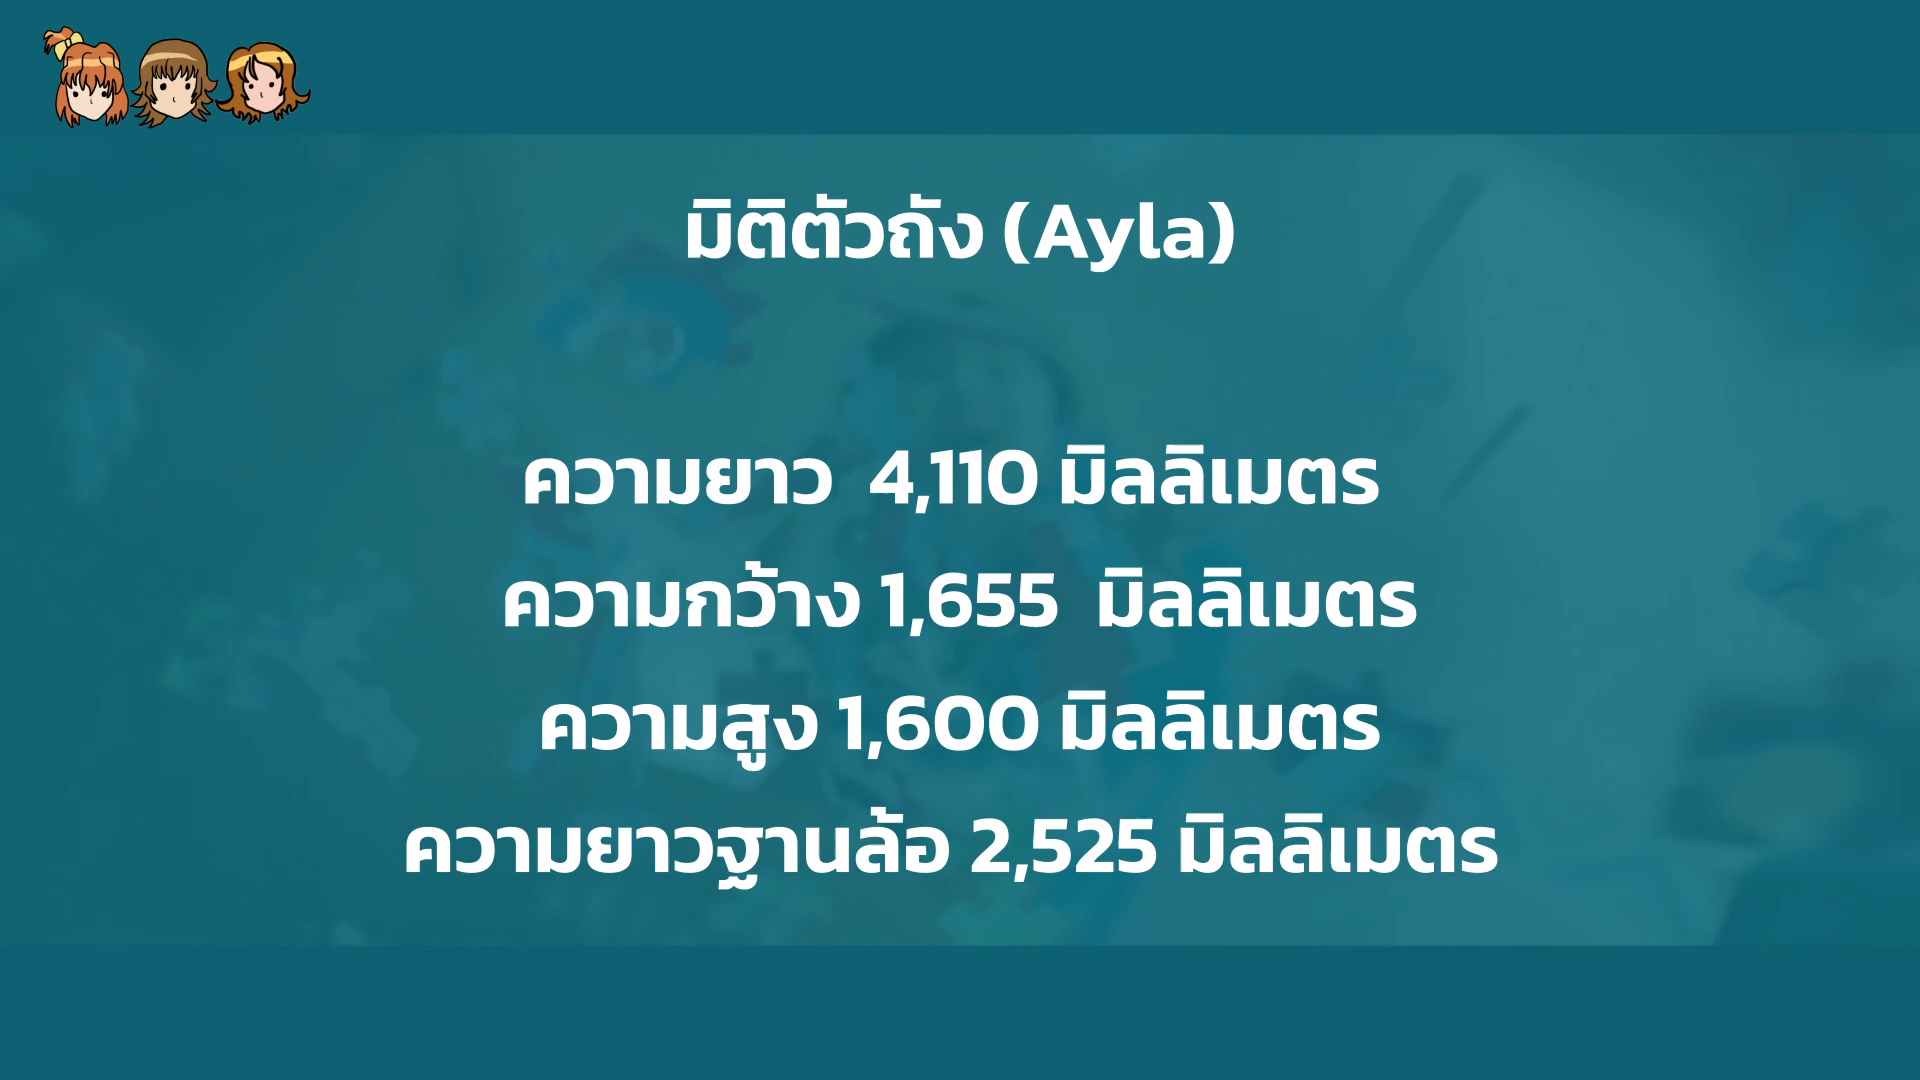 มิติตัวถัง (Ayla)
ความยาว 4,110 มิลลิเมตร
ความกว้าง 1,655 มิลลิเมตร
ความสูง 1,600 มิลลิเมตร
ความยาวฐานล้อ 2,525 มิลลิเมตร